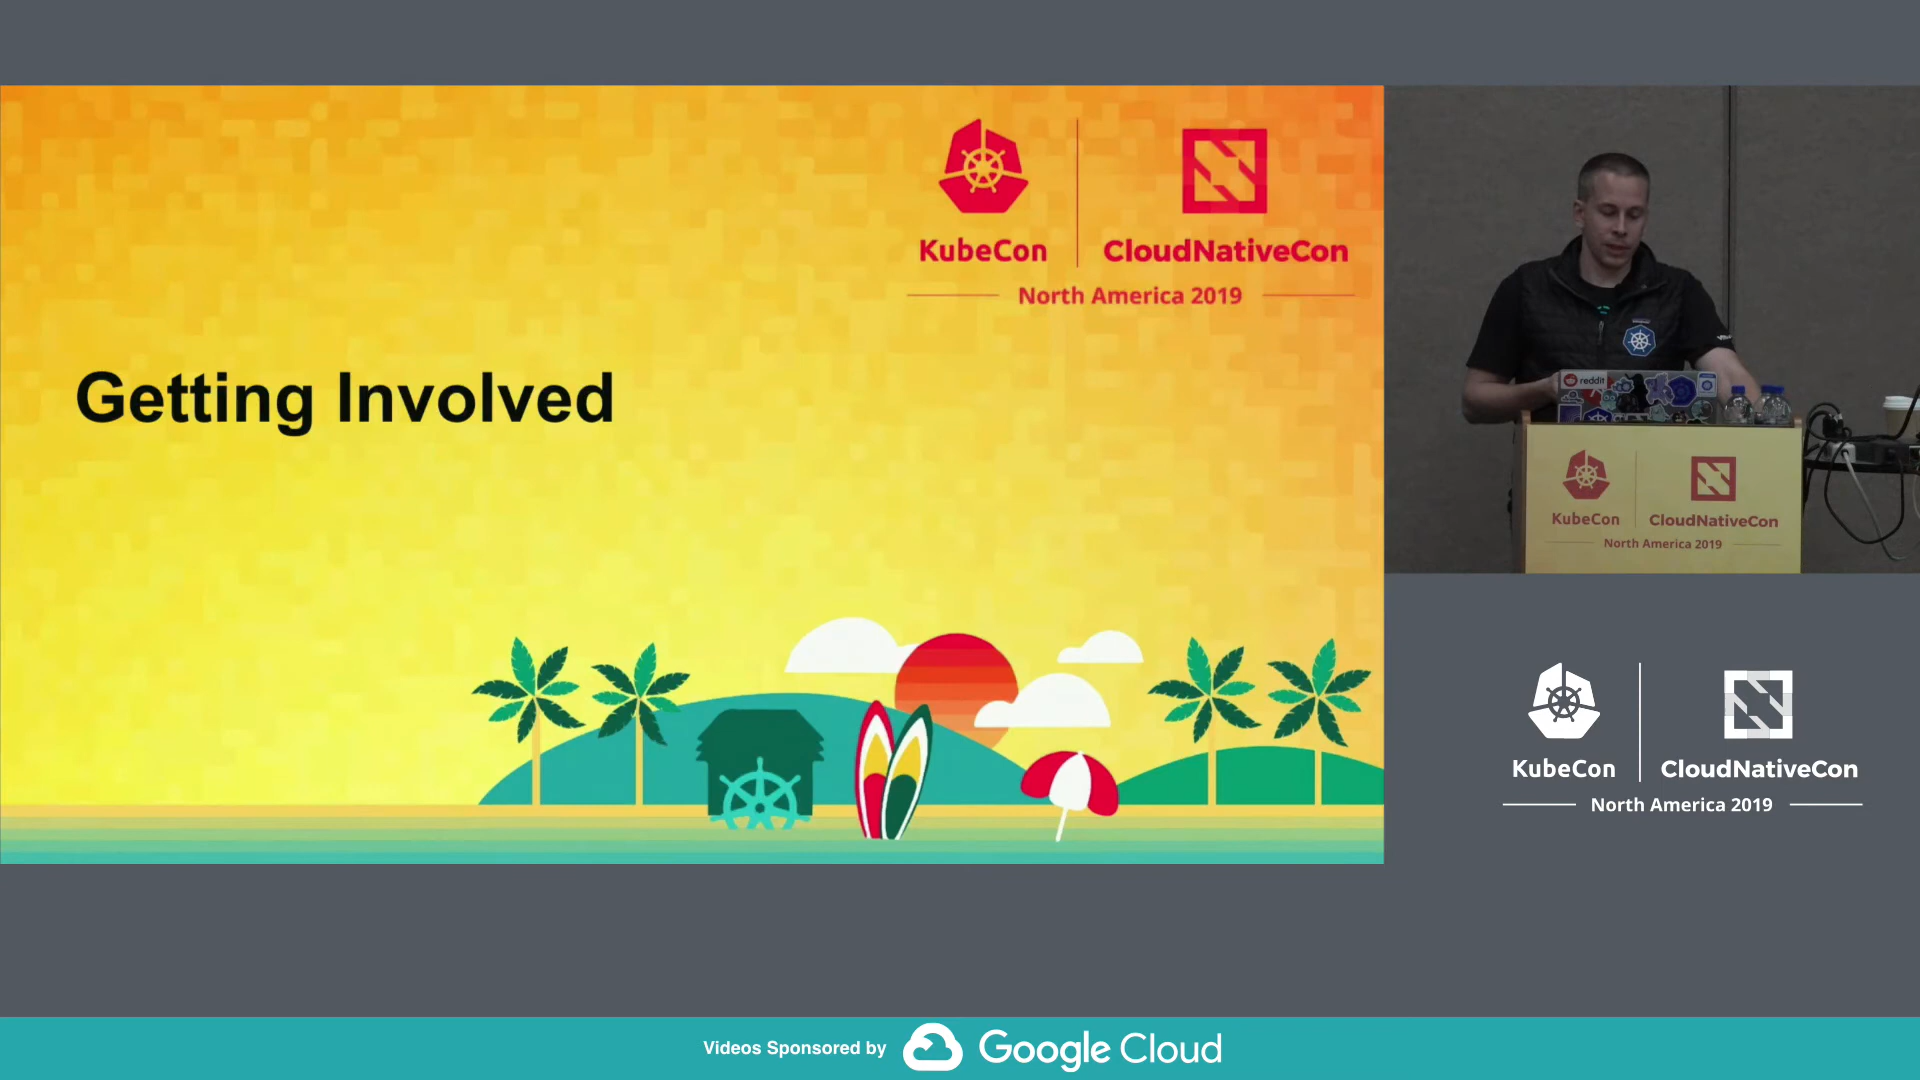 KubeCon
CloudNativeCon
North America 2019
Getting Involved
reddit
KubeCon
CloudNativeCon
North America 2019
KubeCon
CloudNativeCon
North America 2019
Videos Sponsored by
Google Cloud